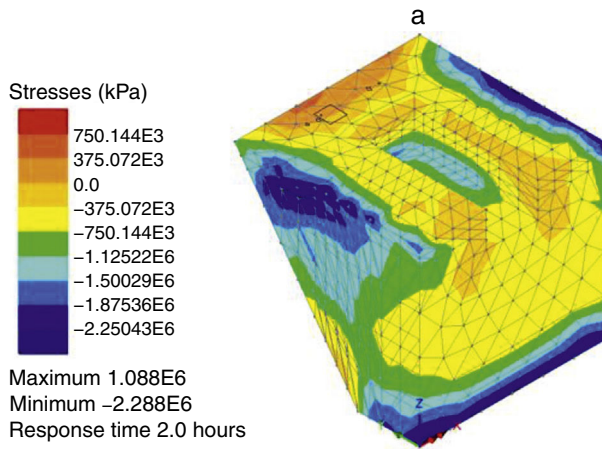 a
Stresses (kPa)
750.144E3
375.072E3
0.0
−375.072E3
−750.144E3
−1.12522E6
−1.50029E6
−1.87536E6
−2.25043E6
Maximum 1.088E6
Minimum −2.288E6
Response time 2.0 hours
Z
X
Y